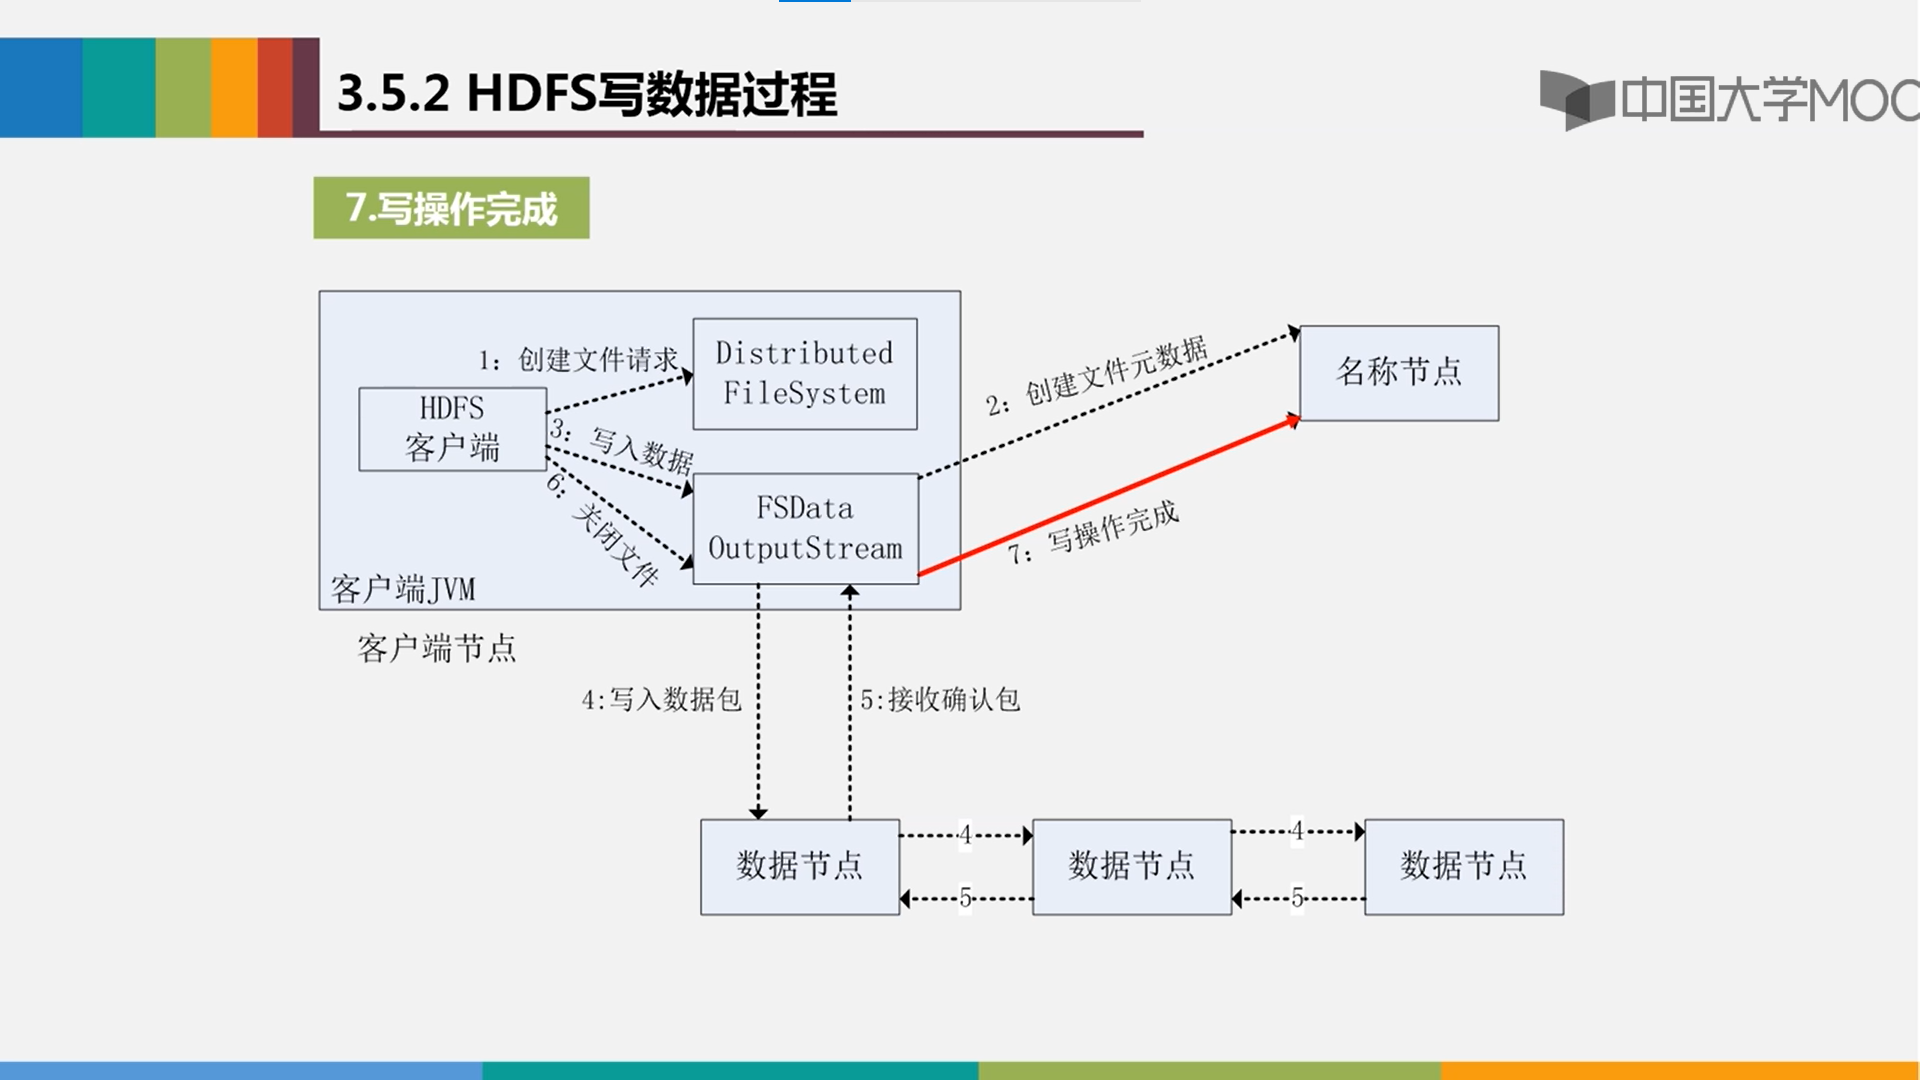 3.5.2 HDFS写数据过程
中国大学MOO
7.写操作完成
1：创建文件请求
Distributed
FileSystem
HDFS
客户端
3：写入数据
6：关闭文件
FSData
OutputStream
客户端JVM
客户端节点
2：创建文件元数据
名称节点
7：写操作完成
4:写入数据包
5:接收确认包
数据节点
4
5
数据节点
4
5
数据节点